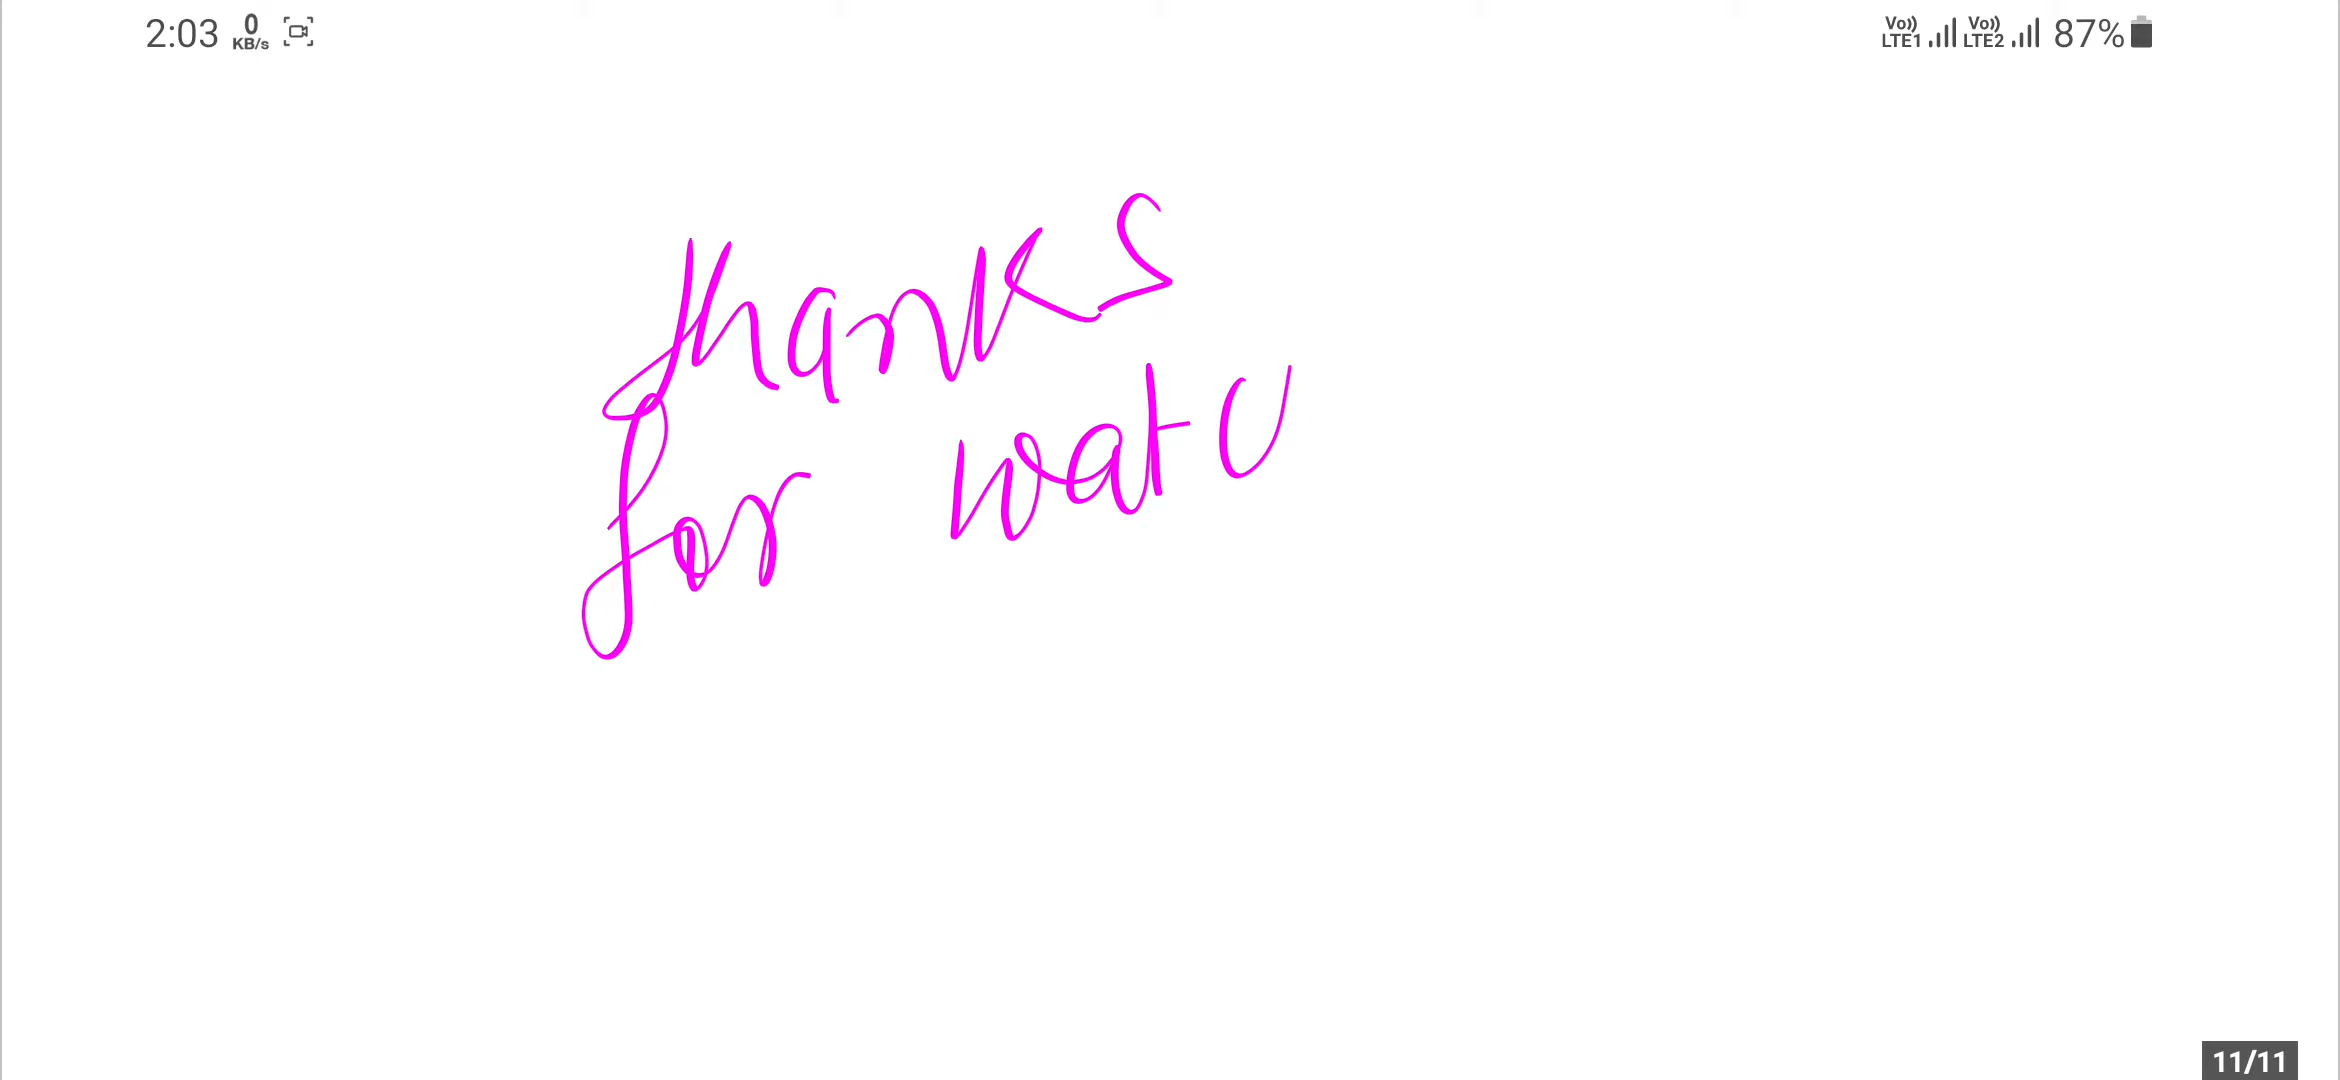 2:03 0 KB/s Vo)) LTE1 Vo)) LTE2 87%
thanks
for watc
11/11